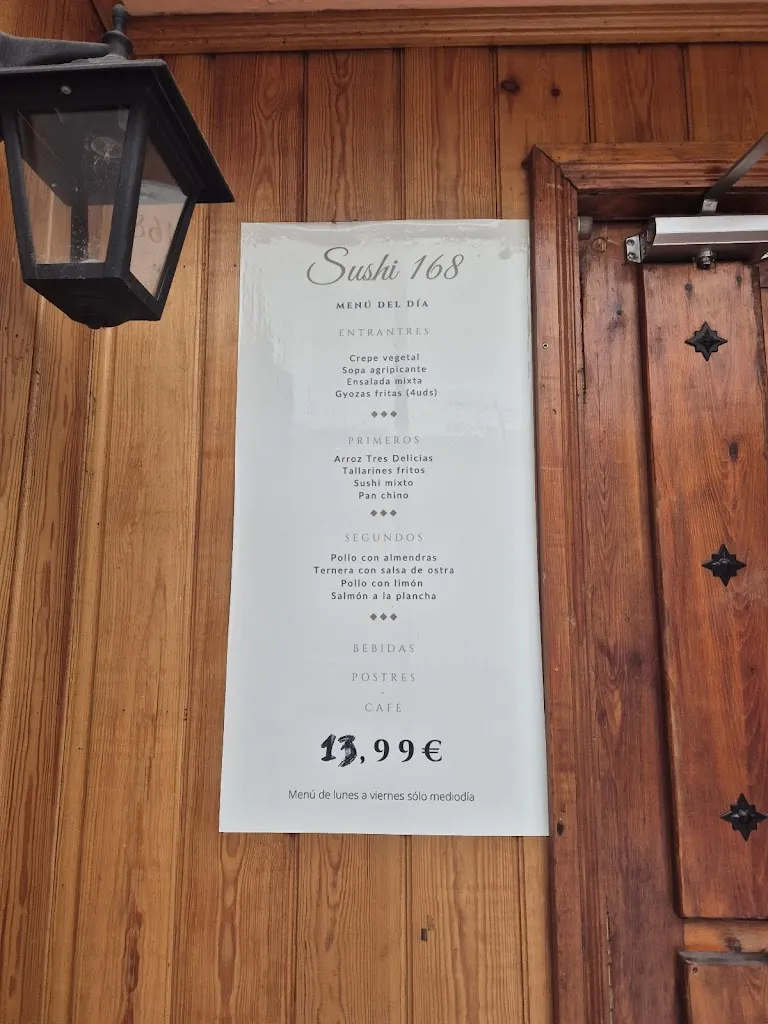 Sushi 168
MENÚ DEL DÍA
ENTRANTRES
Crepe vegetal
Sopa agripicante
Ensalada mixta
Gyozas fritas (4uds)
PRIMEROS
Arroz Tres Delicias
Tallarines fritos
Sushi mixto
Pan chino
SEGUNDOS
Pollo con almendras
Ternera con salsa de ostra
Pollo con limón
Salmón a la plancha
BEBIDAS
POSTRES
-
CAFÉ
13,99€
Menú de lunes a viernes sólo mediodía